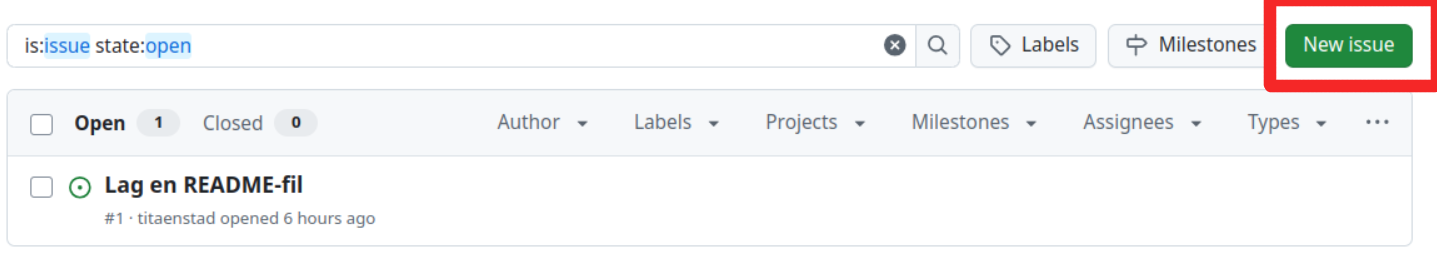 is:issue state:open Labels Milestones New issue
Open 1 Closed 0 Author Labels Projects Milestones Assignees Types
Lag en README-fil
#1 · titaenstad opened 6 hours ago